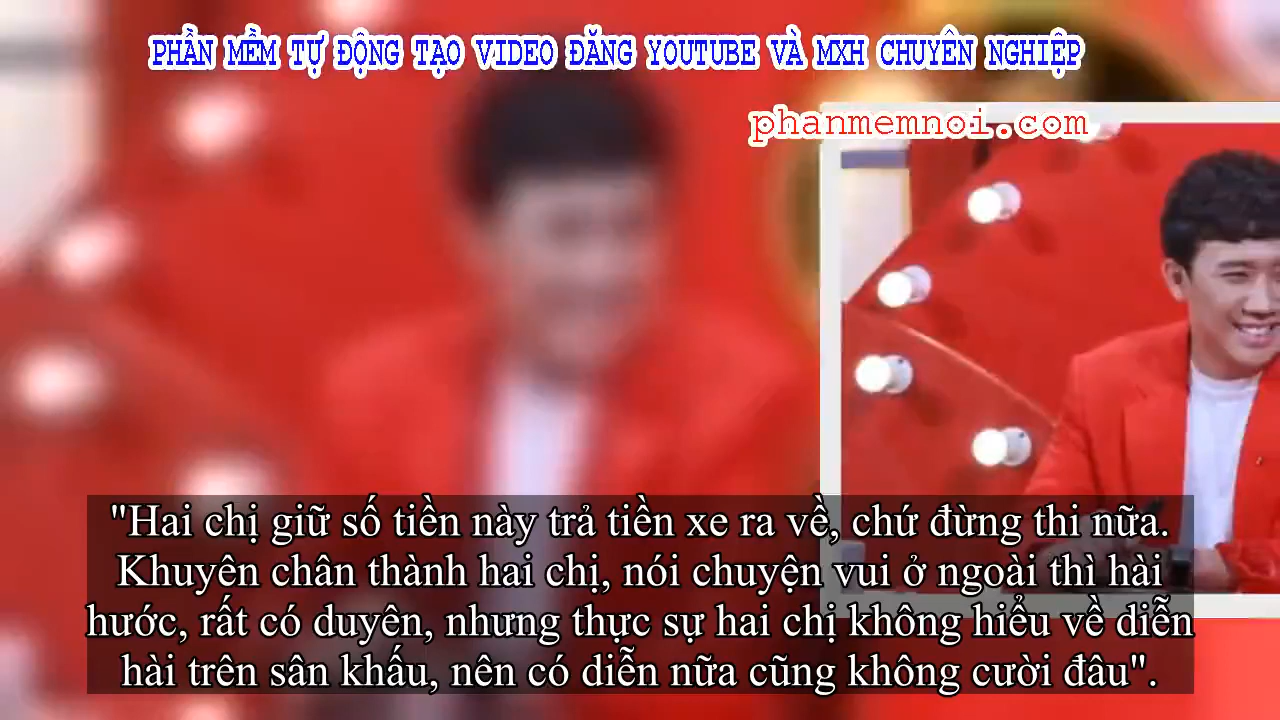 PHẦN MỀM TỰ ĐỘNG TẠO VIDEO ĐĂNG YOUTUBE VÀ MXH CHUYÊN NGHIỆP
phanmemnoi.com
"Hai chị giữ số tiền này trả tiền xe ra về, chứ đừng thi nữa.
Khuyên chân thành hai chị, nói chuyện vui ở ngoài thì hài
hước, rất có duyên, nhưng thực sự hai chị không hiểu về diễn
hài trên sân khấu, nên có diễn nữa cũng không cười đâu".